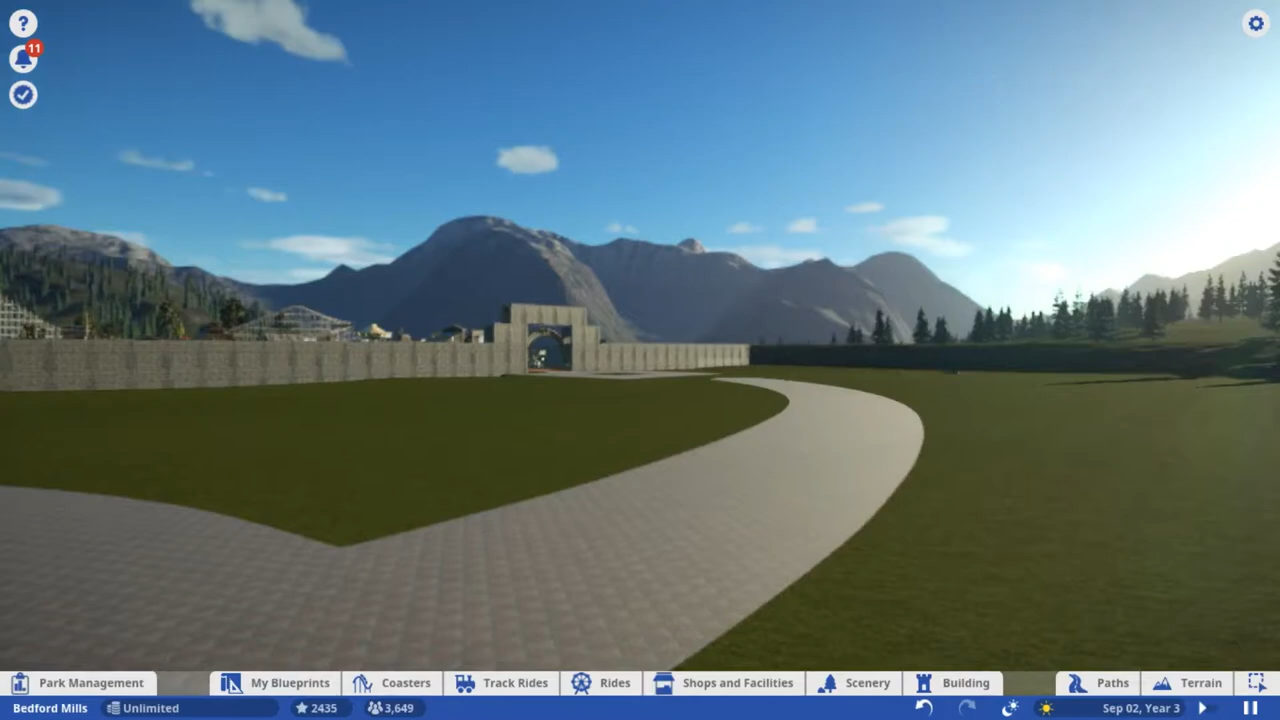 ?
11
Park Management
My Blueprints
Coasters
Track Rides
Rides
Shops and Facilities
Scenery
Building
Paths
Terrain
Bedford Mills
Unlimited
2435
3,649
Sep 02, Year 3